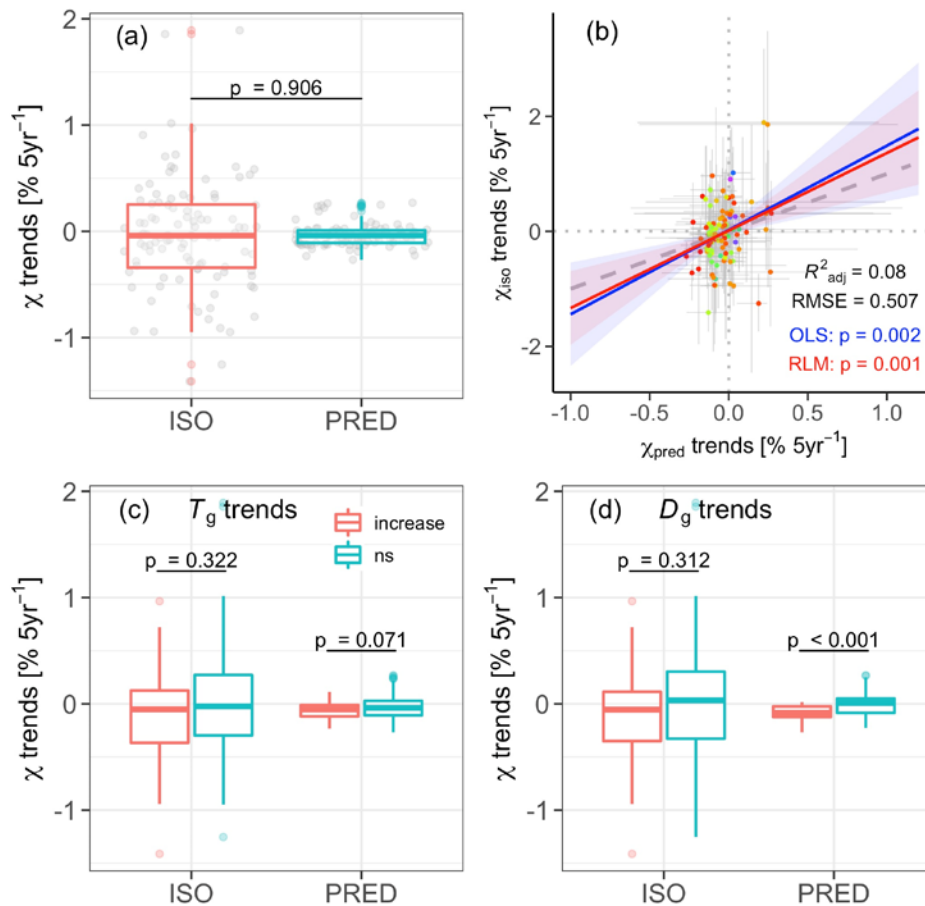 (a)
χ trends [% 5yr⁻¹]
2
1
0
-1
p = 0.906
ISO
PRED
(b)
χiso trends [% 5yr⁻¹]
2
0
-2
R²adj = 0.08
RMSE = 0.507
OLS: p = 0.002
RLM: p = 0.001
-1.0
-0.5
0.0
0.5
1.0
χpred trends [% 5yr⁻¹]
(c)
Tg trends
χ trends [% 5yr⁻¹]
2
1
0
-1
increase
ns
p = 0.322
p = 0.071
ISO
PRED
(d)
Dg trends
χ trends [% 5yr⁻¹]
2
1
0
-1
p = 0.312
p < 0.001
ISO
PRED